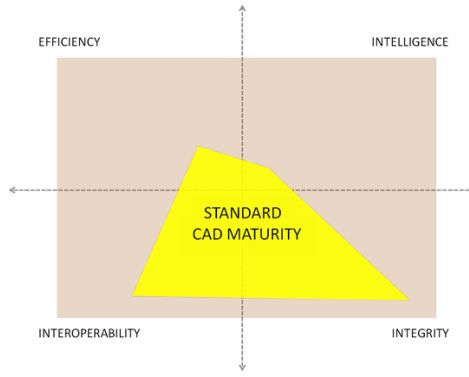 EFFICIENCY
INTELLIGENCE
STANDARD
CAD MATURITY
INTEROPERABILITY
INTEGRITY